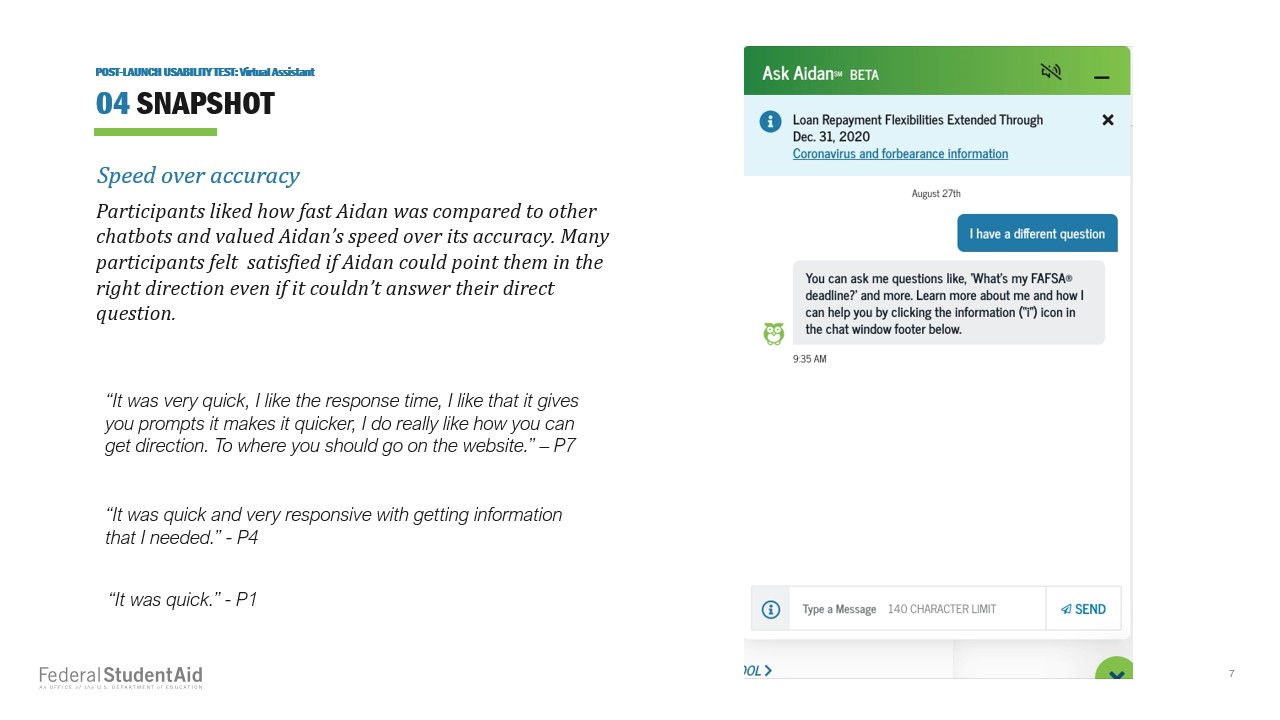 POST-LAUNCH USABILITY TEST: Virtual Assistant
04 SNAPSHOT
Speed over accuracy
Participants liked how fast Aidan was compared to other
chatbots and valued Aidan’s speed over its accuracy. Many
participants felt  satisfied if Aidan could point them in the
right direction even if it couldn’t answer their direct
question.
“It was very quick, I like the response time, I like that it gives
you prompts it makes it quicker, I do really like how you can
get direction. To where you should go on the website.” – P7
“It was quick and very responsive with getting information
that I needed.” - P4
“It was quick.” - P1
Federal StudentAid
An OFFICE of the U.S. DEPARTMENT of EDUCATION
Ask Aidan℠ BETA
Loan Repayment Flexibilities Extended Through
Dec. 31, 2020
Coronavirus and forbearance information
August 27th
I have a different question
You can ask me questions like, 'What's my FAFSA®
deadline?' and more. Learn more about me and how I
can help you by clicking the information ("i") icon in
the chat window footer below.
9:35 AM
Type a Message 140 CHARACTER LIMIT
SEND
OOL
7